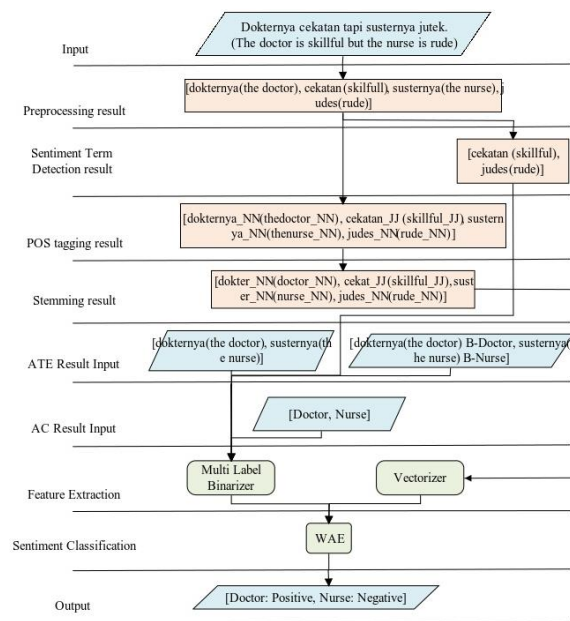 Dokternya cekatan tapi susternya jutek.
(The doctor is skillful but the nurse is rude)
Input
[dokternya(the doctor), cekatan(skilfull), susternya(the nurse), j
udes(rude)]
Preprocessing result
Sentiment Term
Detection result
[cekatan (skillful),
judes(rude)]
[dokternya_NN(thedoctor_NN), cekatan_JJ (skillful_JJ), sustern
ya_NN(thenurse_NN), judes_NN(rude_NN)]
POS tagging result
[dokter_NN(doctor_NN), cekat_JJ(skillful_JJ), sust
er_NN(nurse_NN), judes_NN(rude_NN)]
Stemming result
[dokternya(the doctor), susternya(th
e nurse)]
[dokternya(the doctor) B-Doctor, susternya(
he nurse) B-Nurse]
ATE Result Input
[Doctor, Nurse]
AC Result Input
Multi Label
Binarizer
Vectorizer
Feature Extraction
WAE
Sentiment Classification
[Doctor: Positive, Nurse: Negative]
Output